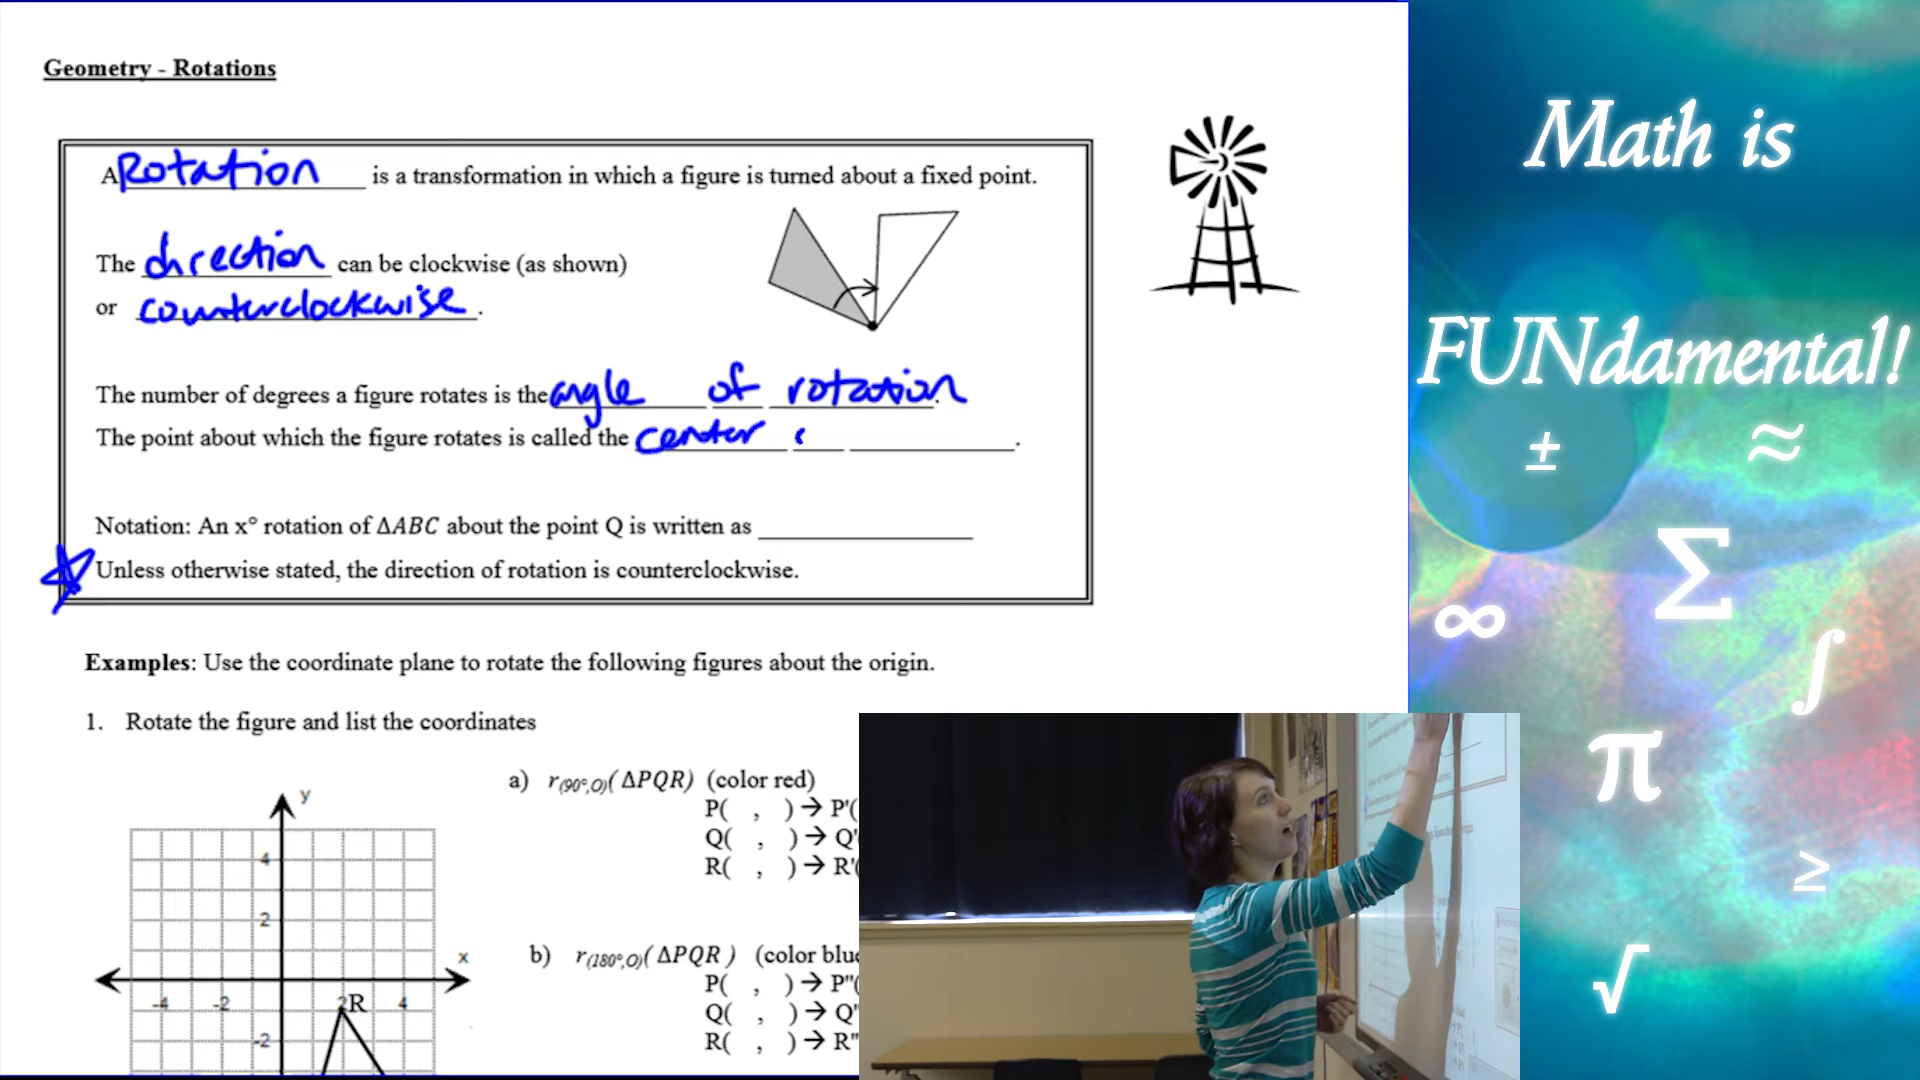 Geometry - Rotations
A Rotation is a transformation in which a figure is turned about a fixed point.
The direction can be clockwise (as shown)
or counterclockwise.
The number of degrees a figure rotates is the angle of rotation.
The point about which the figure rotates is called the center ___ ___.
Notation: An x° rotation of ΔABC about the point Q is written as ___
Unless otherwise stated, the direction of rotation is counterclockwise.
Examples: Use the coordinate plane to rotate the following figures about the origin.
1. Rotate the figure and list the coordinates
a) r(90°,O)(ΔPQR) (color red)
P( , ) → P'(
Q( , ) → Q'
R( , ) → R'(
b) r(180°,O)(ΔPQR ) (color blue
P( , ) → P"(
Q( , ) → Q'
R( , ) → R"
y
4
2
x
-4 -2 2 R 4
-2
Math is
FUNdamental!
± ≈
Σ
∞
∫
π
≥
√